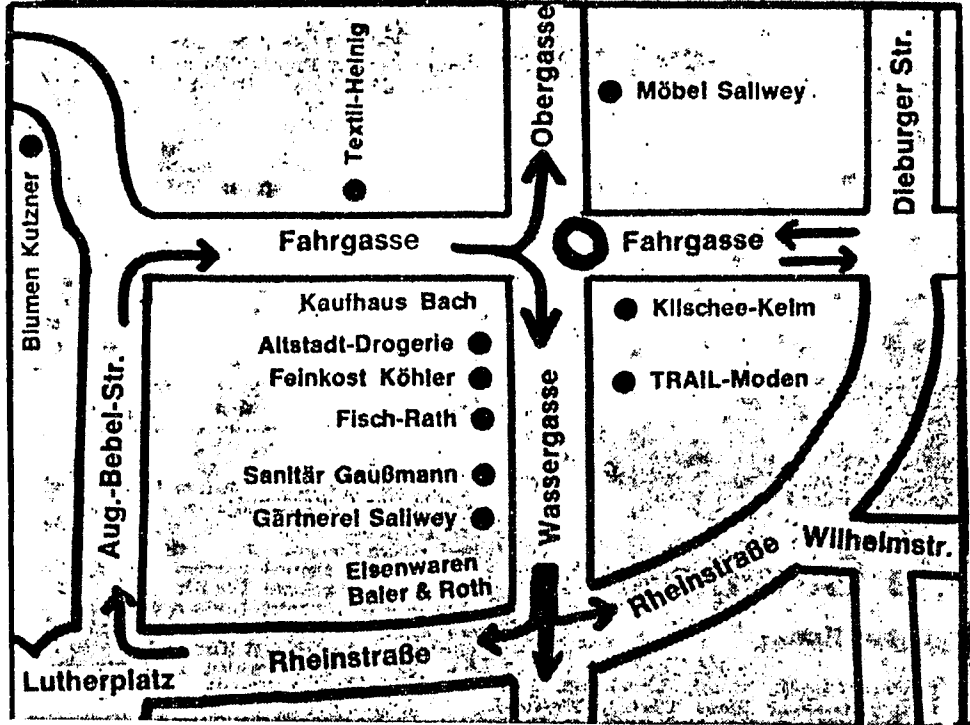 Obergasse
Textil-Heinig
Möbel Sallwey
Dieburger Str.
Blumen Kutzner
Fahrgasse
Fahrgasse
Kaufhaus Bach
Klischee-Keim
Altstadt-Drogerie
Feinkost Köhler
TRAIL-Moden
Fisch-Rath
Aug.-Bebel-Str.
Wassergasse
Sanitär Gaußmann
Gärtnerei Sallwey
Eisenwaren
Baier & Roth
Wilhelmstr.
Rheinstraße
Rheinstraße
Lutherplatz